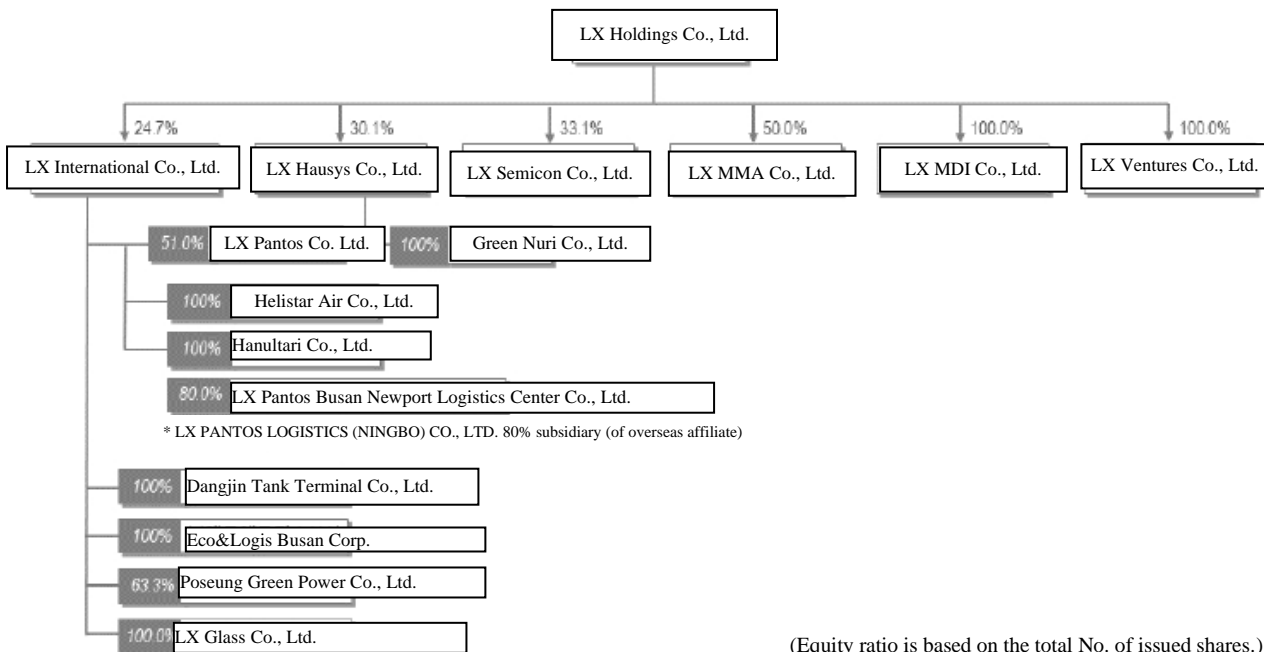 LX Holdings Co., Ltd.
24.7%
30.1%
33.1%
50.0%
100.0%
100.0%
LX International Co., Ltd.
LX Hausys Co., Ltd.
LX Semicon Co., Ltd.
LX MMA Co., Ltd.
LX MDI Co., Ltd.
LX Ventures Co., Ltd.
51.0% LX Pantos Co. Ltd.
100% Green Nuri Co., Ltd.
100% Helistar Air Co., Ltd.
100% Hanultari Co., Ltd.
80.0% LX Pantos Busan Newport Logistics Center Co., Ltd.
* LX PANTOS LOGISTICS (NINGBO) CO., LTD. 80% subsidiary (of overseas affiliate)
100% Dangjin Tank Terminal Co., Ltd.
100% Eco&Logis Busan Corp.
63.3% Poseung Green Power Co., Ltd.
100.0% LX Glass Co., Ltd.
(Equity ratio is based on the total No. of issued shares.)